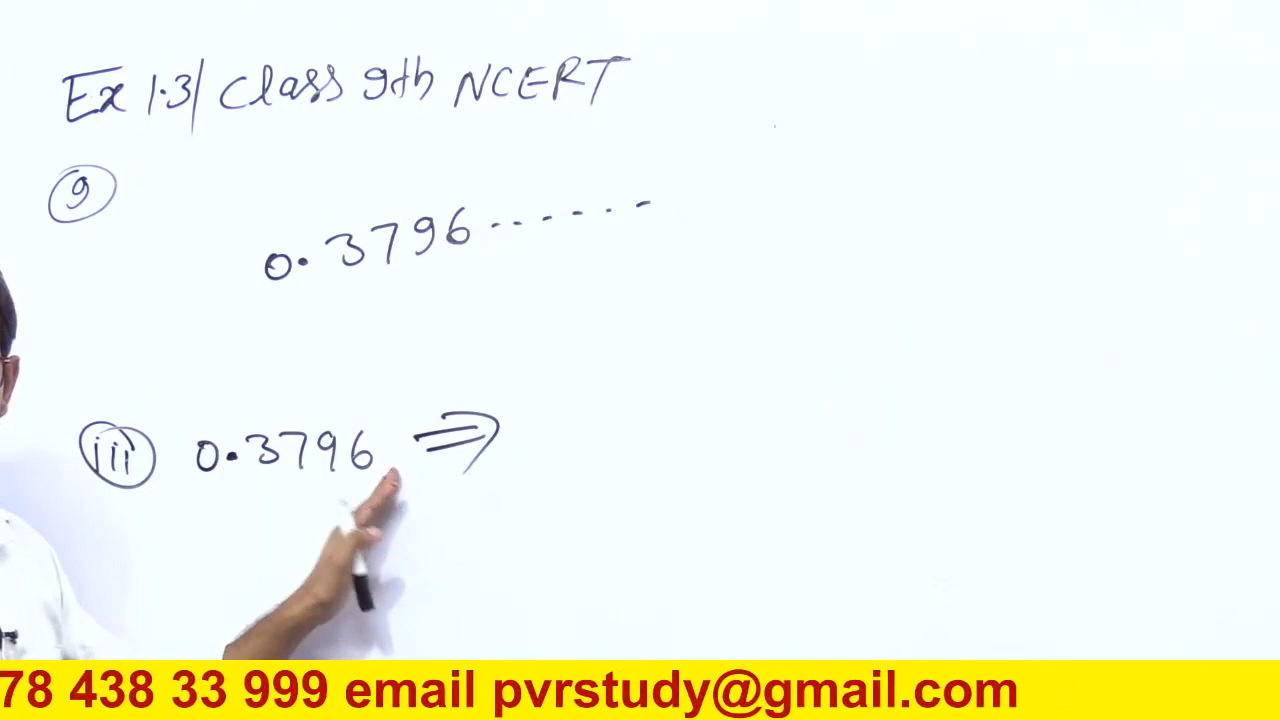 Ex 1.3/ Class 9th NCERT
9
0.3796.......
iii 0.3796 ⇒
78 438 33 999 email pvrstudy@gmail.com